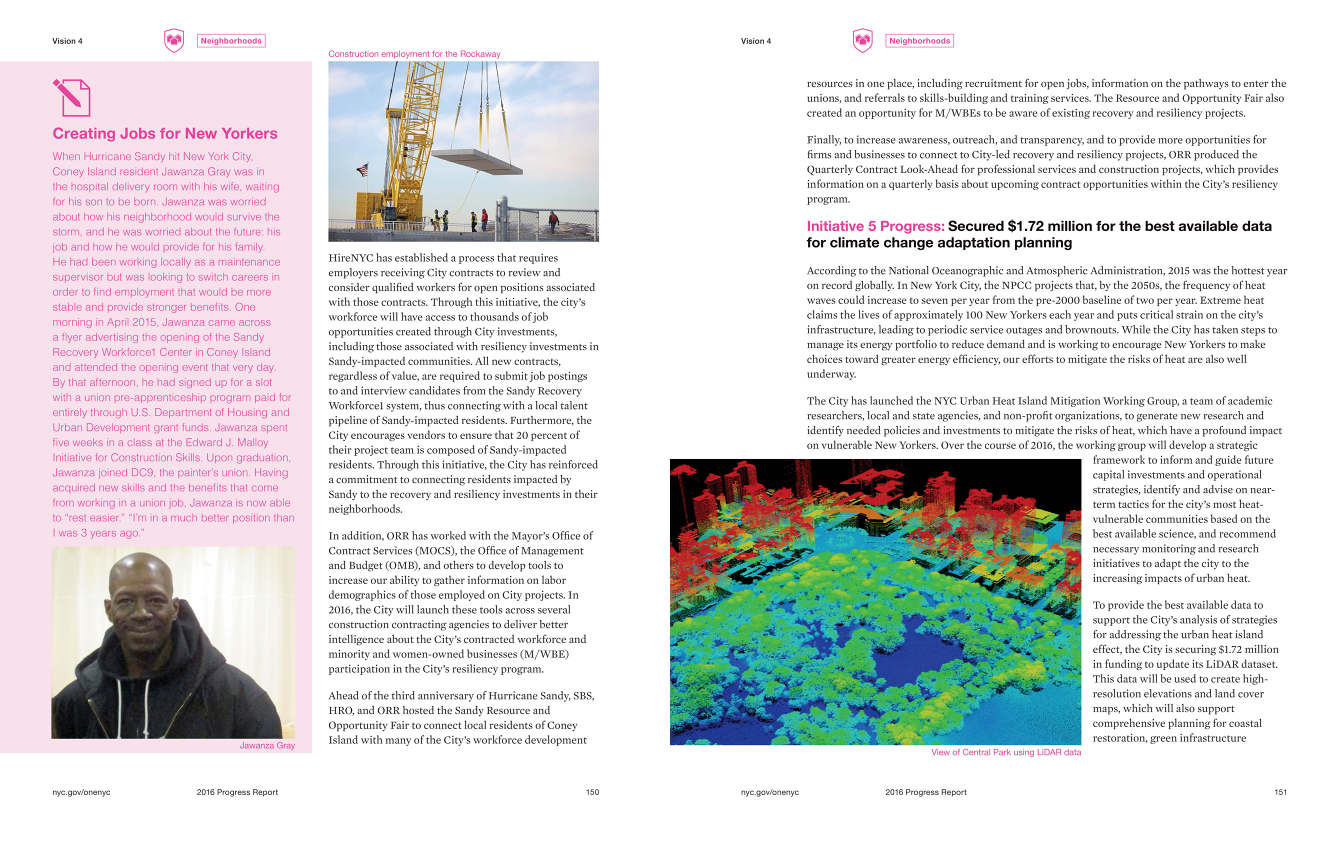 Vision 4
Neighborhoods
Creating Jobs for New Yorkers
When Hurricane Sandy hit New York City,
Coney Island resident Jawanza Gray was in
the hospital delivery room with his wife, waiting
for his son to be born. Jawanza was worried
about how his neighborhood would survive the
storm, and he was worried about the future: his
job and how he would provide for his family.
He had been working locally as a maintenance
supervisor but was looking to switch careers in
order to find employment that would be more
stable and provide stronger benefits. One
morning in April 2015, Jawanza came across
a flyer advertising the opening of the Sandy
Recovery Workforce1 Center in Coney Island
and attended the opening event that very day.
By that afternoon, he had signed up for a slot
with a union pre-apprenticeship program paid for
entirely through U.S. Department of Housing and
Urban Development grant funds. Jawanza spent
five weeks in a class at the Edward J. Malloy
Initiative for Construction Skills. Upon graduation,
Jawanza joined DC9, the painter's union. Having
acquired new skills and the benefits that come
from working in a union job, Jawanza is now able
to “rest easier.” “I'm in a much better position than
I was 3 years ago.”
Jawanza Gray
Construction employment for the Rockaway
HireNYC has established a process that requires
employers receiving City contracts to review and
consider qualified workers for open positions associated
with those contracts. Through this initiative, the city's
workforce will have access to thousands of job
opportunities created through City investments,
including those associated with resiliency investments in
Sandy-impacted communities. All new contracts,
regardless of value, are required to submit job postings
to and interview candidates from the Sandy Recovery
Workforce1 system, thus connecting with a local talent
pipeline of Sandy-impacted residents. Furthermore, the
City encourages vendors to ensure that 20 percent of
their project team is composed of Sandy-impacted
residents. Through this initiative, the City has reinforced
a commitment to connecting residents impacted by
Sandy to the recovery and resiliency investments in their
neighborhoods.
In addition, ORR has worked with the Mayor's Office of
Contract Services (MOCS), the Office of Management
and Budget (OMB), and others to develop tools to
increase our ability to gather information on labor
demographics of those employed on City projects. In
2016, the City will launch these tools across several
construction contracting agencies to deliver better
intelligence about the City's contracted workforce and
minority and women-owned businesses (M/WBE)
participation in the City's resiliency program.
Ahead of the third anniversary of Hurricane Sandy, SBS,
HRO, and ORR hosted the Sandy Resource and
Opportunity Fair to connect local residents of Coney
Island with many of the City's workforce development
nyc.gov/onenyc
2016 Progress Report
150
Vision 4
Neighborhoods
resources in one place, including recruitment for open jobs, information on the pathways to enter the
unions, and referrals to skills-building and training services. The Resource and Opportunity Fair also
created an opportunity for M/WBEs to be aware of existing recovery and resiliency projects.
Finally, to increase awareness, outreach, and transparency, and to provide more opportunities for
firms and businesses to connect to City-led recovery and resiliency projects, ORR produced the
Quarterly Contract Look-Ahead for professional services and construction projects, which provides
information on a quarterly basis about upcoming contract opportunities within the City's resiliency
program.
Initiative 5 Progress: Secured $1.72 million for the best available data
for climate change adaptation planning
According to the National Oceanographic and Atmospheric Administration, 2015 was the hottest year
on record globally. In New York City, the NPCC projects that, by the 2050s, the frequency of heat
waves could increase to seven per year from the pre-2000 baseline of two per year. Extreme heat
claims the lives of approximately 100 New Yorkers each year and puts critical strain on the city's
infrastructure, leading to periodic service outages and brownouts. While the City has taken steps to
manage its energy portfolio to reduce demand and is working to encourage New Yorkers to make
choices toward greater energy efficiency, our efforts to mitigate the risks of heat are also well
underway.
The City has launched the NYC Urban Heat Island Mitigation Working Group, a team of academic
researchers, local and state agencies, and non-profit organizations, to generate new research and
identify needed policies and investments to mitigate the risks of heat, which have a profound impact
on vulnerable New Yorkers. Over the course of 2016, the working group will develop a strategic
framework to inform and guide future
capital investments and operational
strategies, identify and advise on near-
term tactics for the city's most heat-
vulnerable communities based on the
best available science, and recommend
necessary monitoring and research
initiatives to adapt the city to the
increasing impacts of urban heat.
To provide the best available data to
support the City's analysis of strategies
for addressing the urban heat island
effect, the City is securing $1.72 million
in funding to update its LiDAR dataset.
This data will be used to create high-
resolution elevations and land cover
maps, which will also support
comprehensive planning for coastal
restoration, green infrastructure
View of Central Park using LiDAR data
nyc.gov/onenyc
2016 Progress Report
151